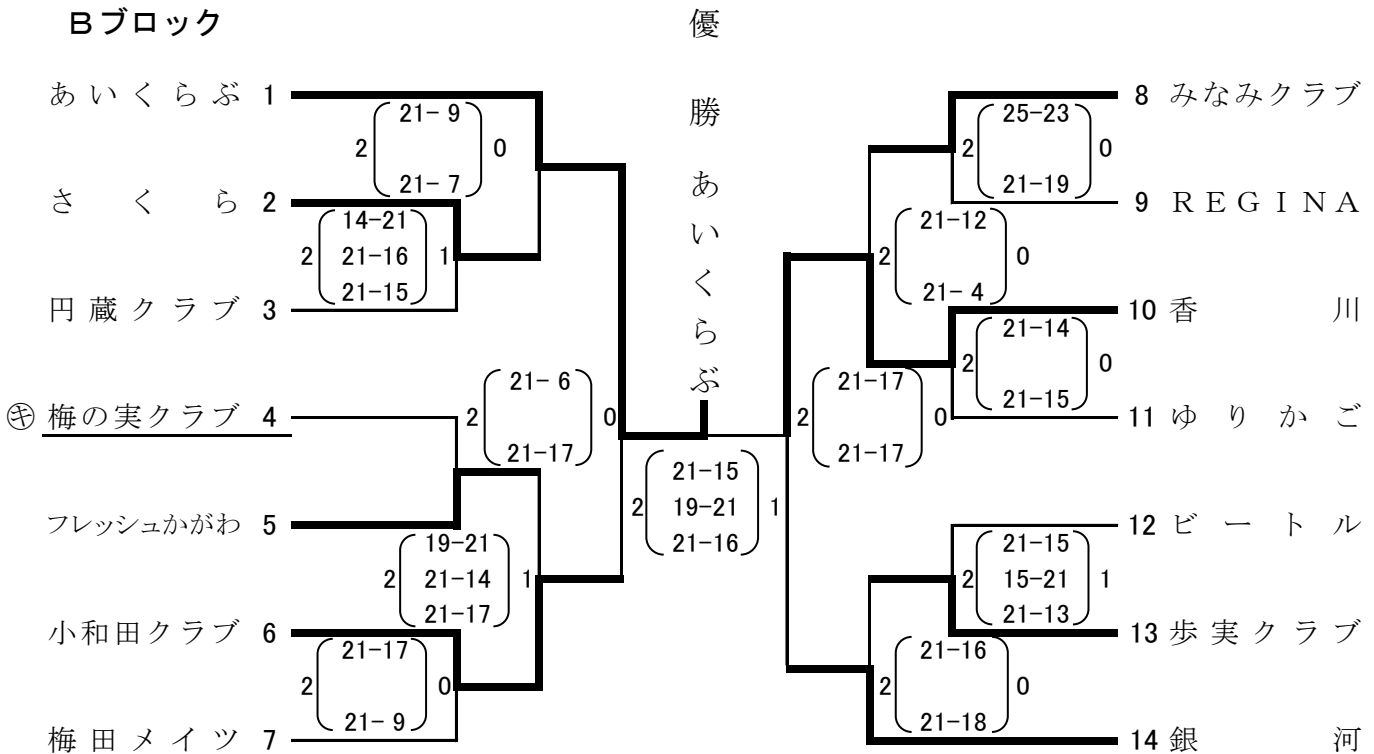 Bブロック
優勝 あいくらぶ
あいくらぶ 1
2 21- 9 0
21- 7
さくら 2
2 14-21 1
21-16
21-15
円蔵クラブ 3
㋖ 梅の実クラブ 4
2 21- 6 0
21-17
フレッシュかがわ 5
2 19-21 1
21-14
21-17
小和田クラブ 6
2 21-17 0
21- 9
梅田メイツ 7
2 21-15 1
19-21
21-16
8 みなみクラブ
2 25-23 0
21-19
9 REGINA
2 21-12 0
21- 4
10 香川
2 21-14 0
21-15
11 ゆりかご
2 21-17 0
21-17
12 ビートル
2 21-15 1
15-21
21-13
13 歩実クラブ
2 21-16 0
21-18
14 銀河